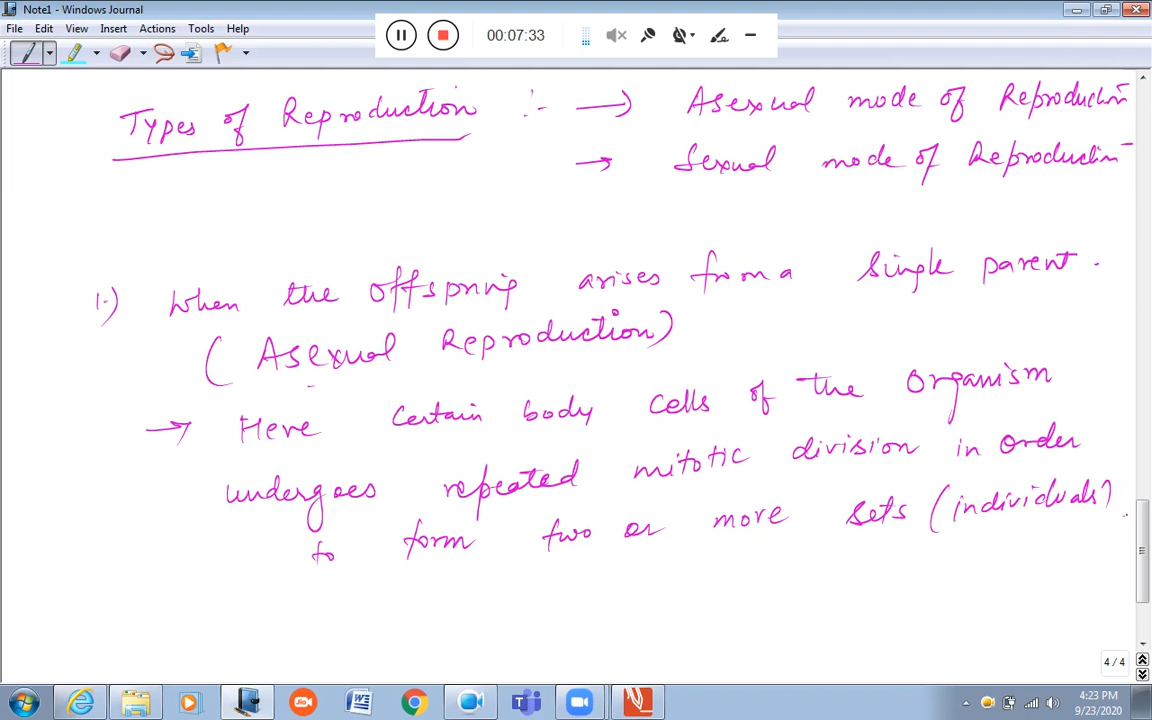 Note1 - Windows Journal
File Edit View Insert Actions Tools Help
00:07:33
Types of Reproduction :- → Asexual mode of Reproduction
→ Sexual mode of Reproduction
1.) When the offspring arises from a single parent.
(Asexual Reproduction)
→ Here certain body cells of the organism
undergoes repeated mitotic division in order
to form two or more sets (individuals)
4 / 4
4:23 PM
9/23/2020